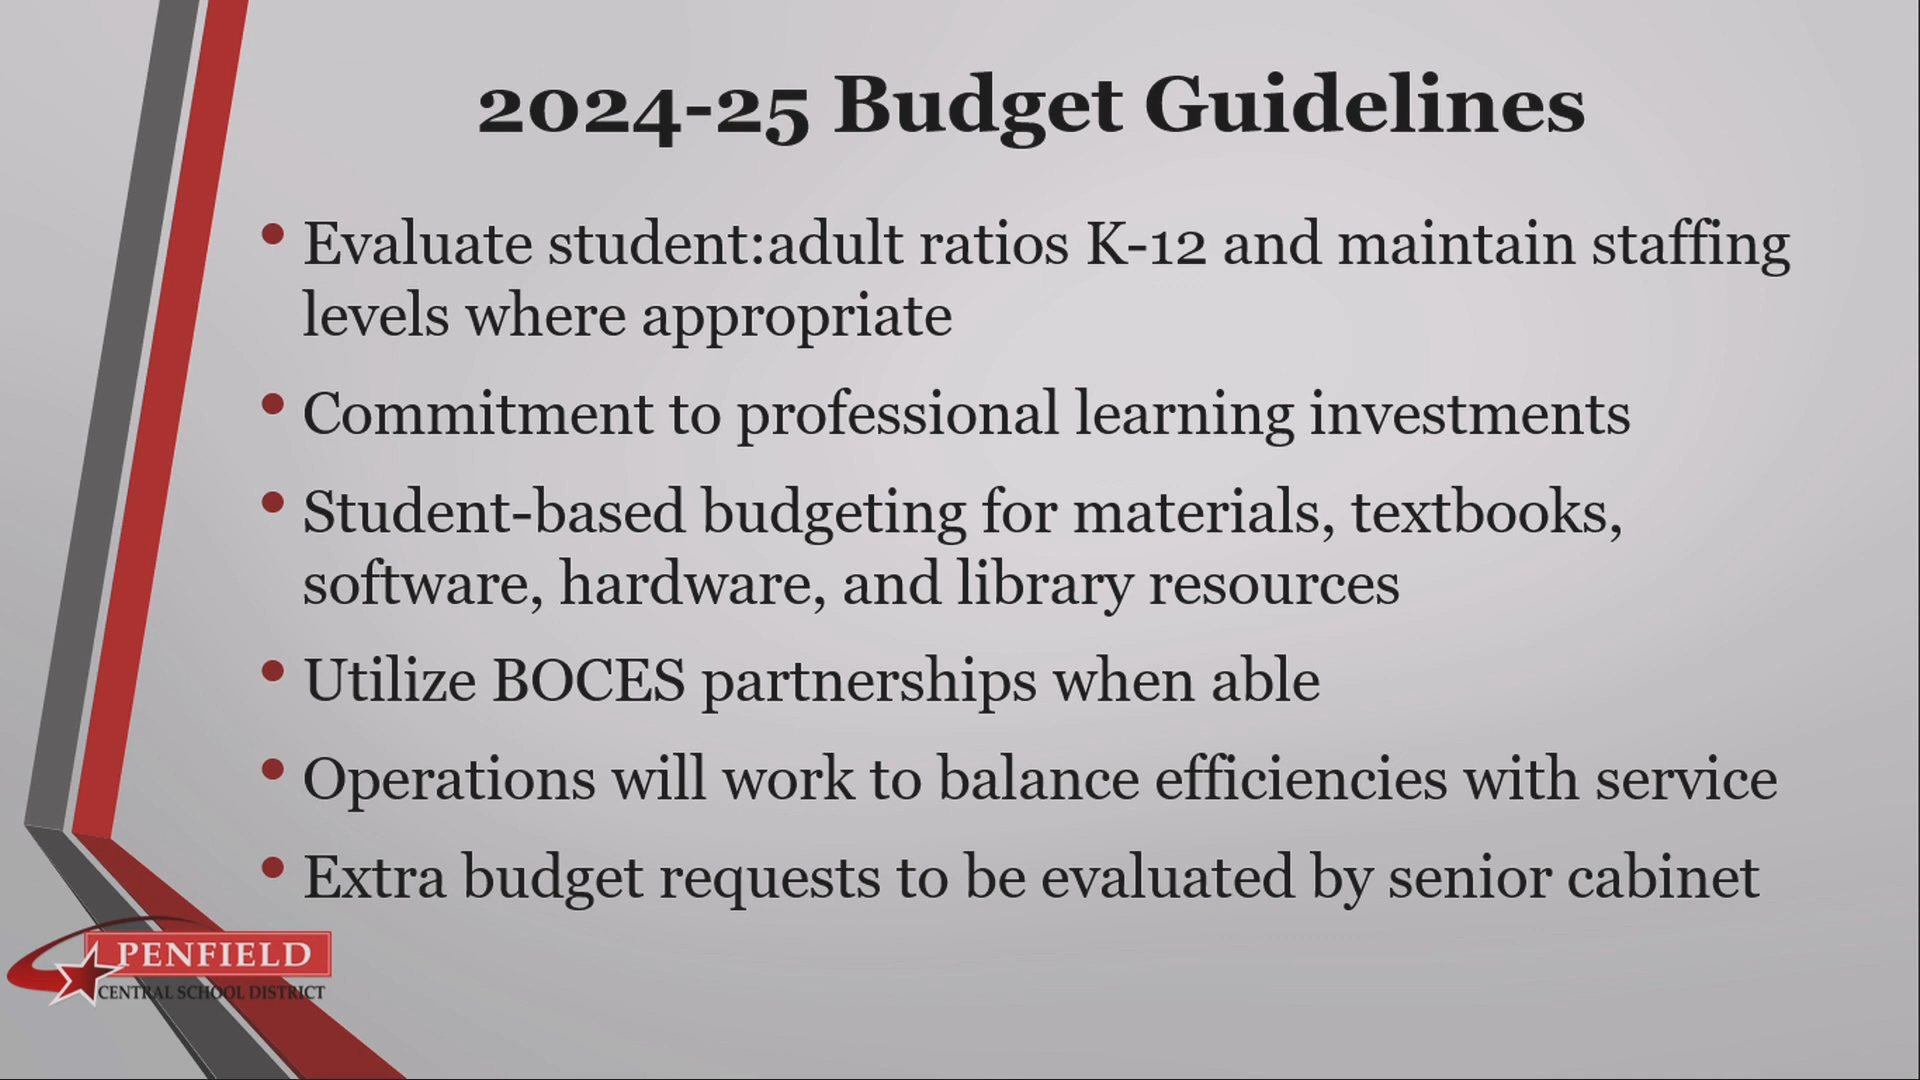 2024-25 Budget Guidelines
• Evaluate student:adult ratios K-12 and maintain staffing
levels where appropriate
• Commitment to professional learning investments
• Student-based budgeting for materials, textbooks,
software, hardware, and library resources
• Utilize BOCES partnerships when able
• Operations will work to balance efficiencies with service
• Extra budget requests to be evaluated by senior cabinet
PENFIELD
CENTRAL SCHOOL DISTRICT